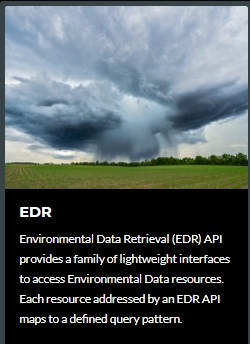 EDR
Environmental Data Retrieval (EDR) API
provides a family of lightweight interfaces
to access Environmental Data resources.
Each resource addressed by an EDR API
maps to a defined query pattern.